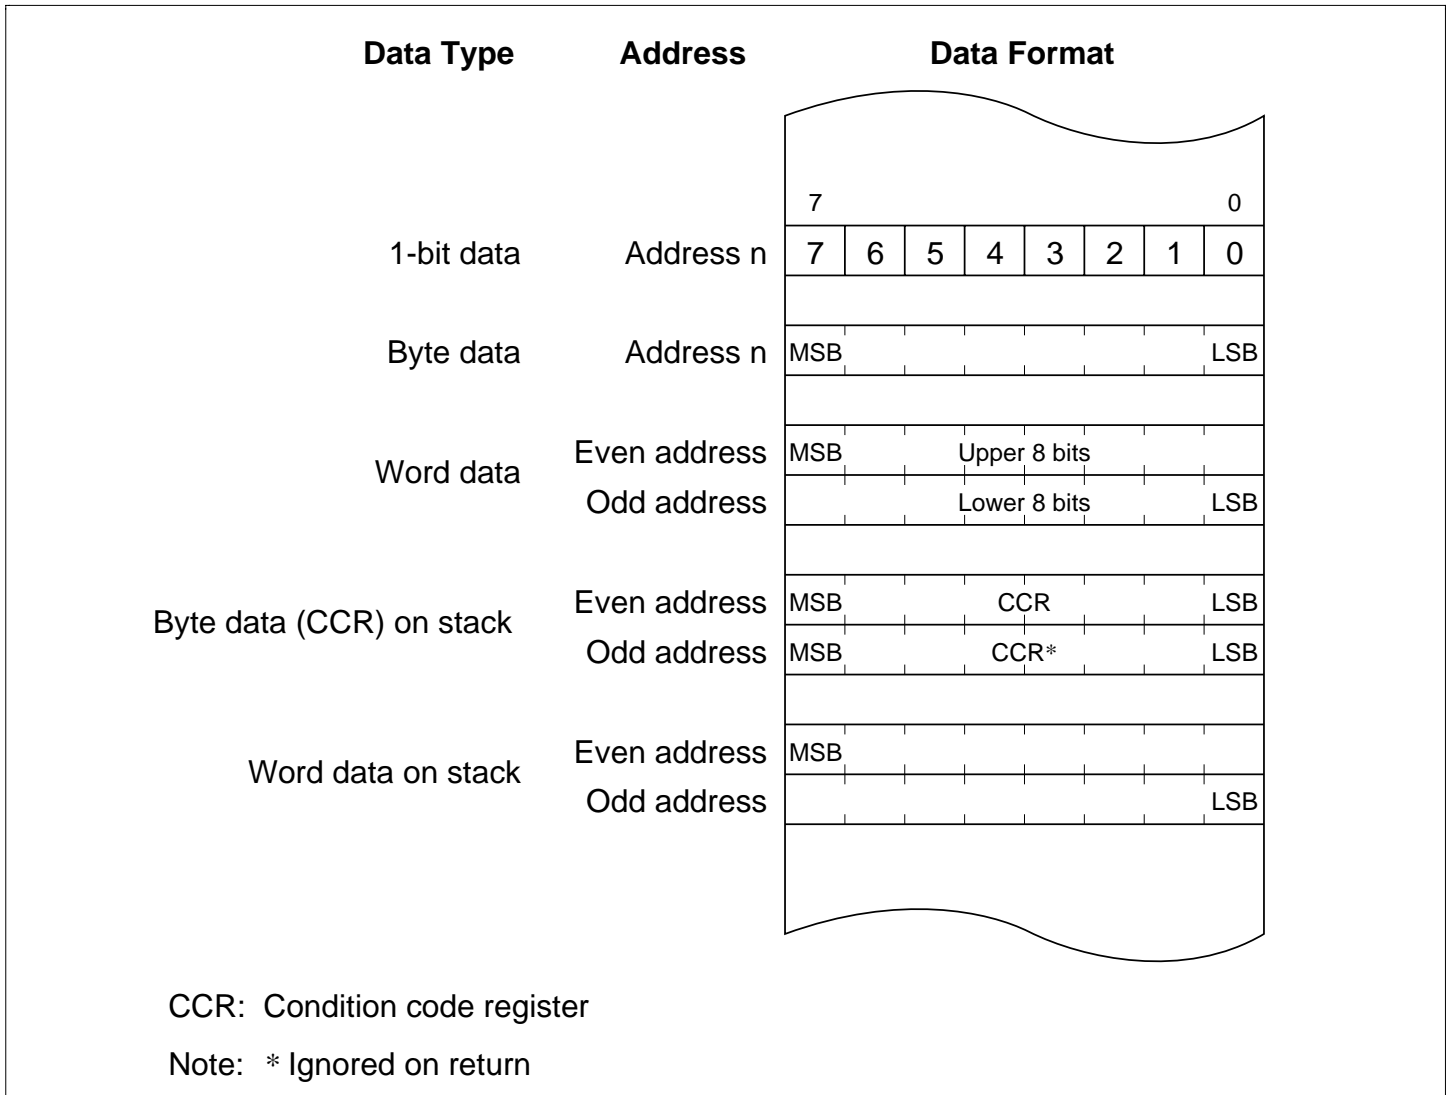 Data Type Address Data Format
7 0
1-bit data Address n 7 6 5 4 3 2 1 0
Byte data Address n MSB LSB
Word data
Even address MSB Upper 8 bits
Odd address Lower 8 bits LSB
Byte data (CCR) on stack
Even address MSB CCR LSB
Odd address MSB CCR* LSB
Word data on stack
Even address MSB
Odd address LSB
CCR: Condition code register
Note: * Ignored on return